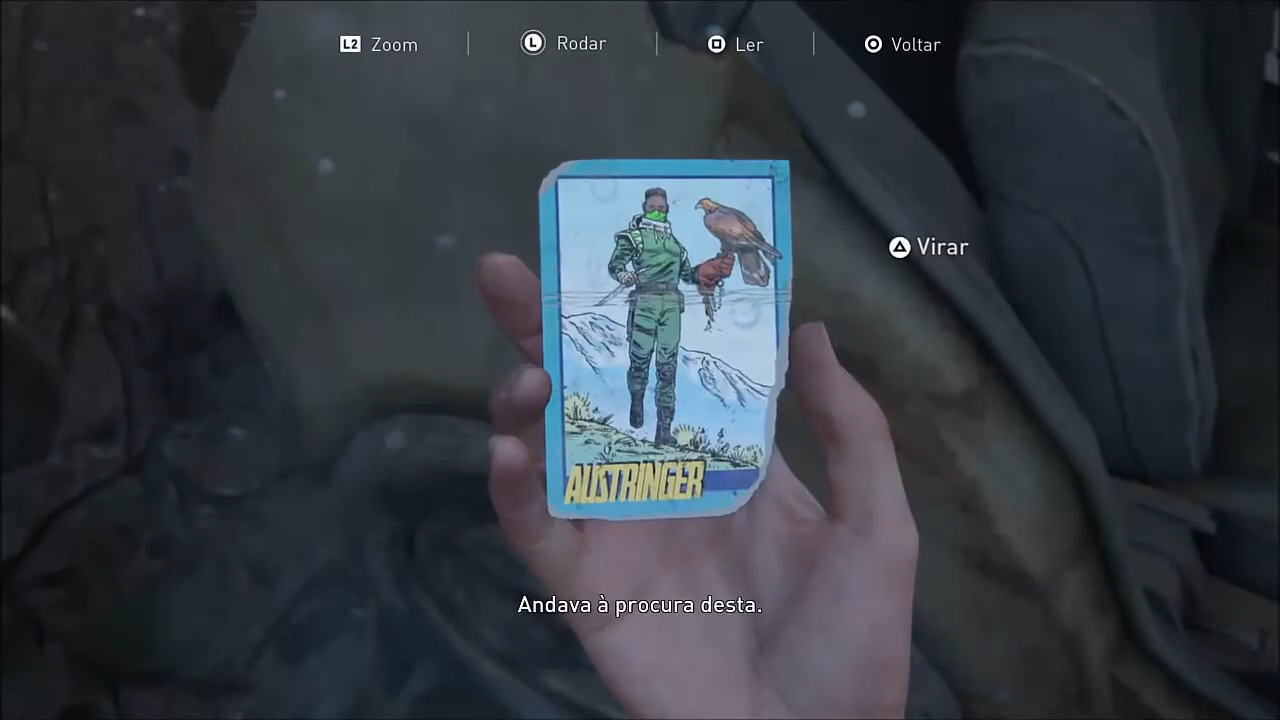 L2 Zoom
L Rodar
Ler
Voltar
Virar
AUSTRINGER
Andava à procura desta.